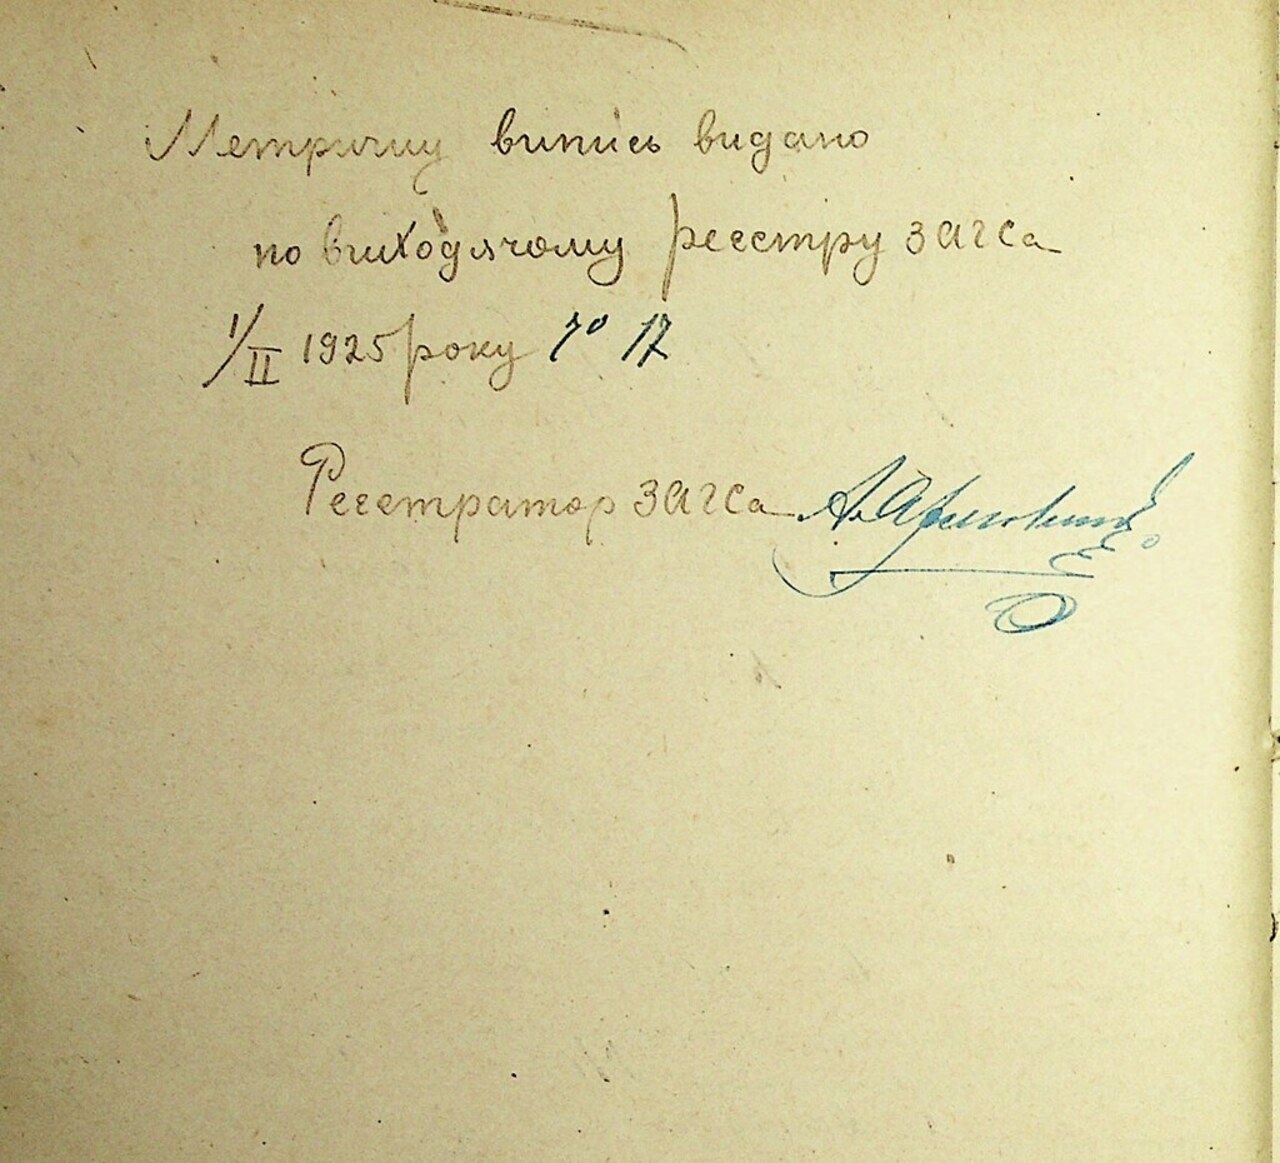 Метричну випись видано
по виходячому реєстру загса
1/II 1925 року № 17
Реєстратор загса